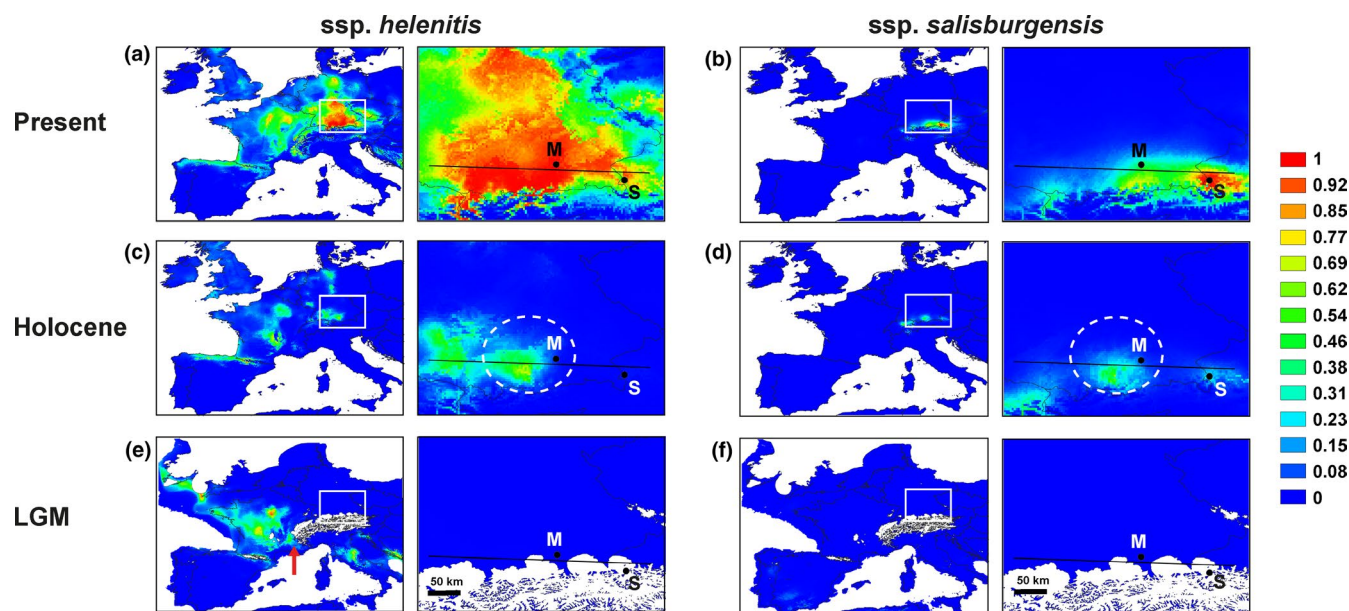 ssp. helenitis
ssp. salisburgensis
Present
(a)
M
S
(b)
M
S
Holocene
(c)
M
S
(d)
M
S
LGM
(e)
M
S
50 km
(f)
M
S
50 km
1
0.92
0.85
0.77
0.69
0.62
0.54
0.46
0.38
0.31
0.23
0.15
0.08
0